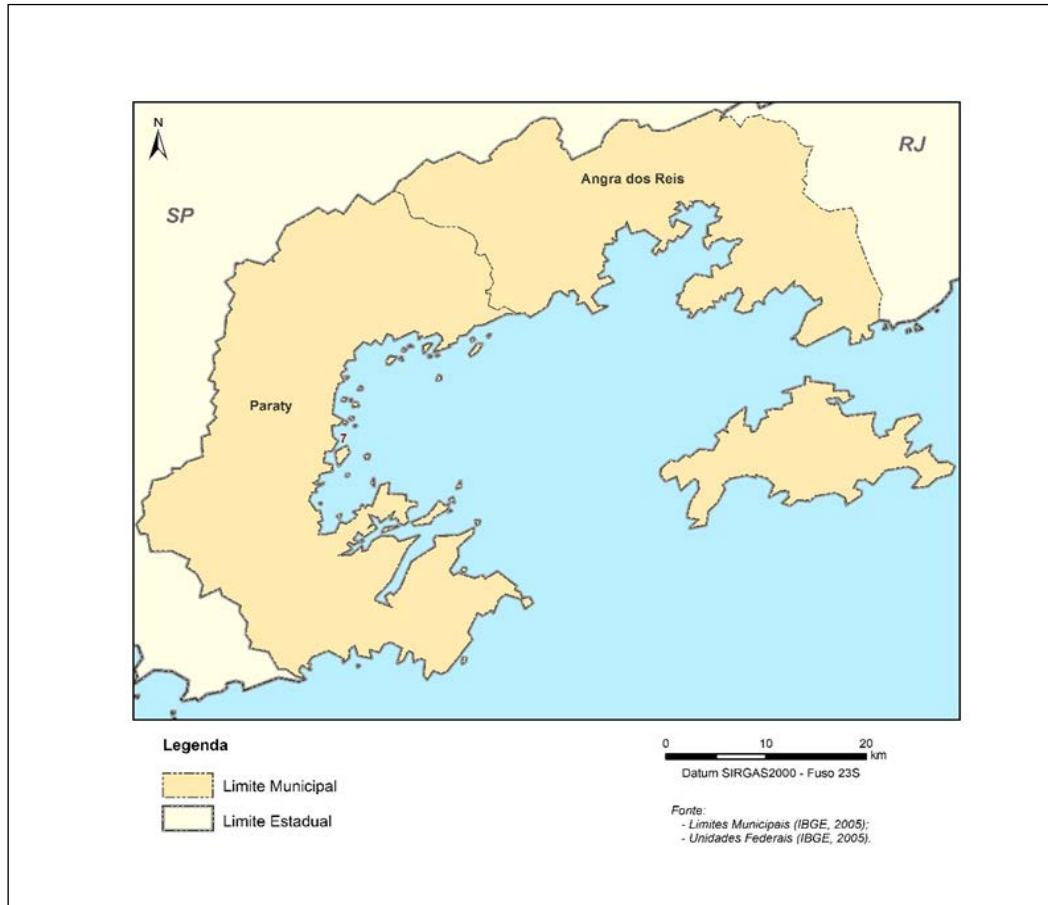 N
RJ
Angra dos Reis
SP
Paraty
7
Legenda
Limite Municipal
Limite Estadual
0 10 20
km
Datum SIRGAS2000 - Fuso 23S
Fonte:
- Limites Municipais (IBGE, 2005);
- Unidades Federais (IBGE, 2005).